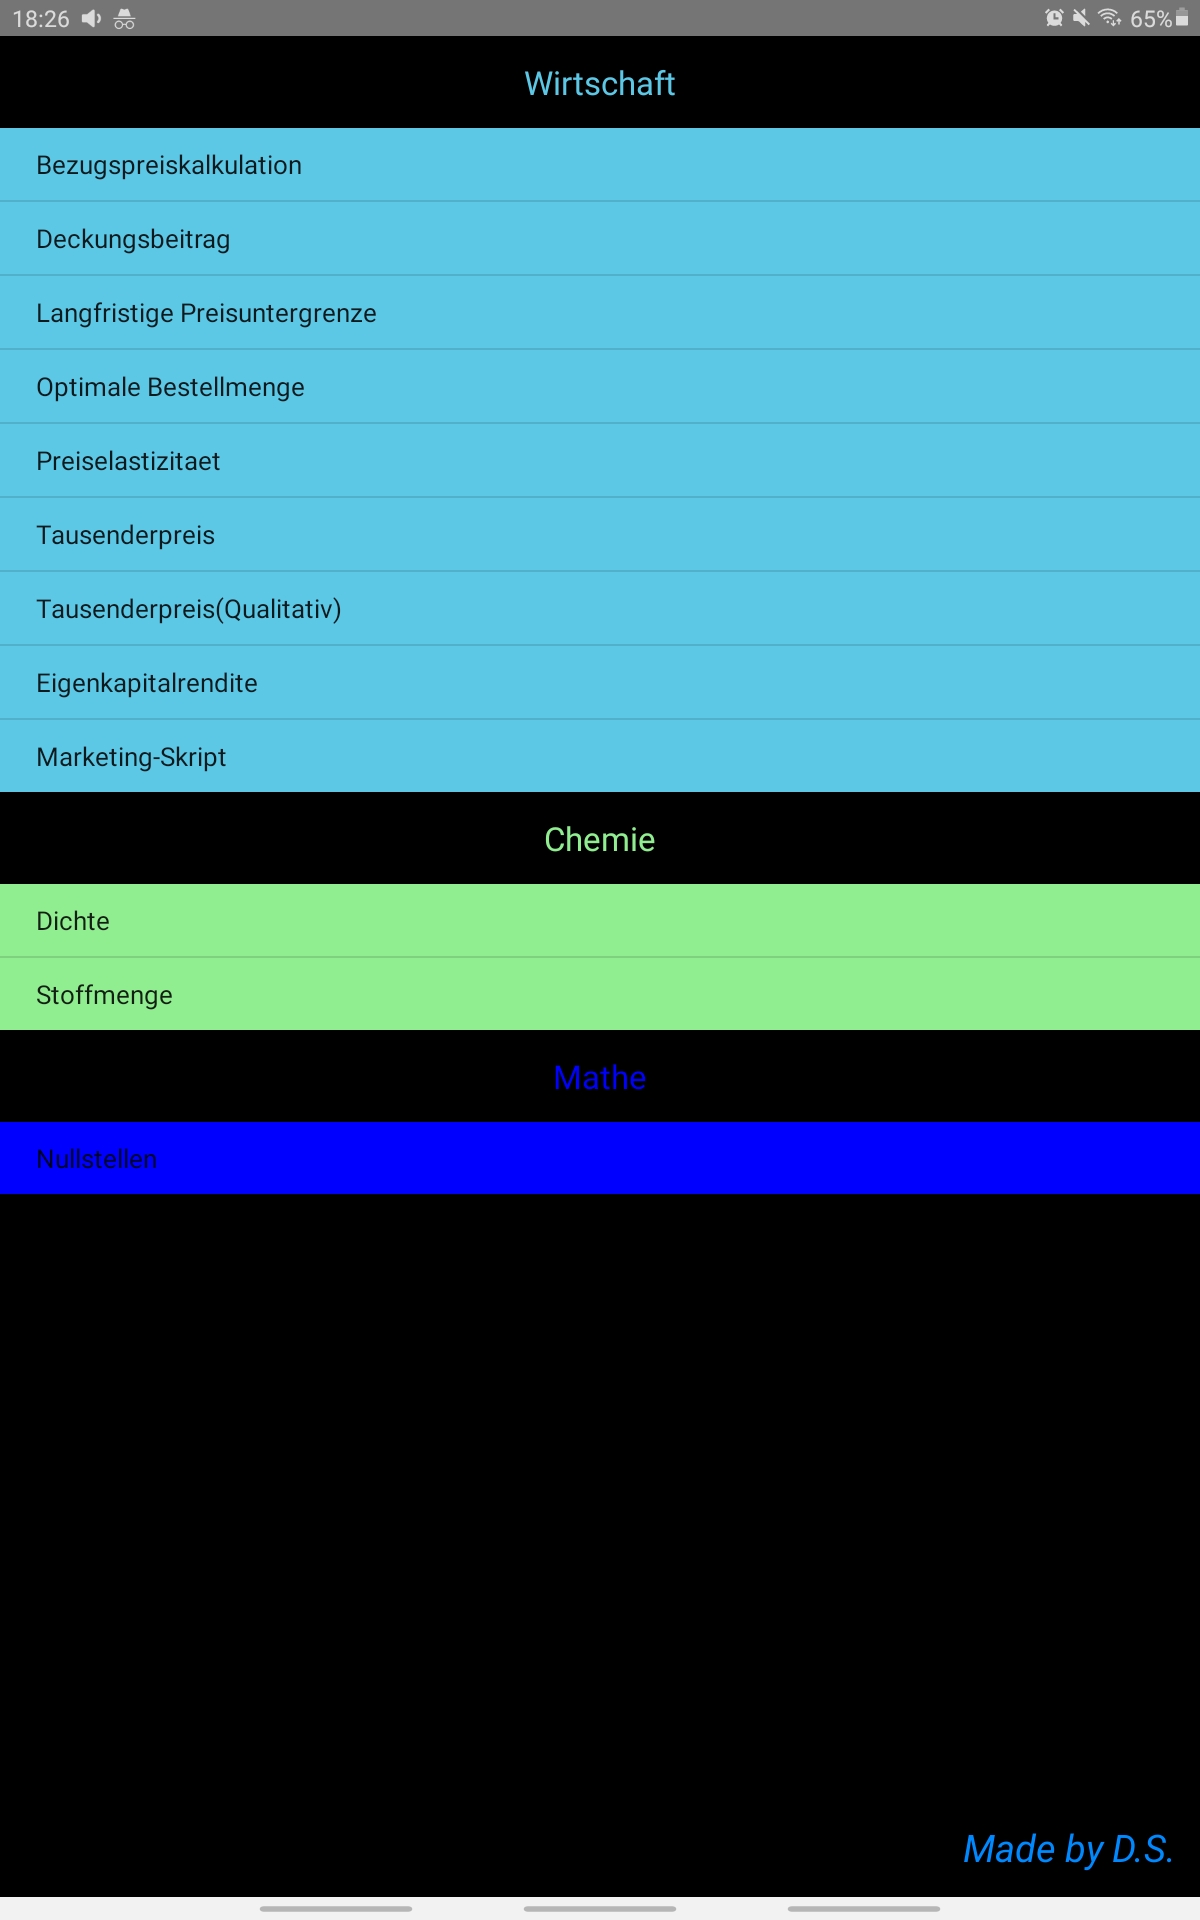 18:26
65%
Wirtschaft
Bezugspreiskalkulation
Deckungsbeitrag
Langfristige Preisuntergrenze
Optimale Bestellmenge
Preiselastizitaet
Tausenderpreis
Tausenderpreis(Qualitativ)
Eigenkapitalrendite
Marketing-Skript
Chemie
Dichte
Stoffmenge
Mathe
Nullstellen
Made by D.S.